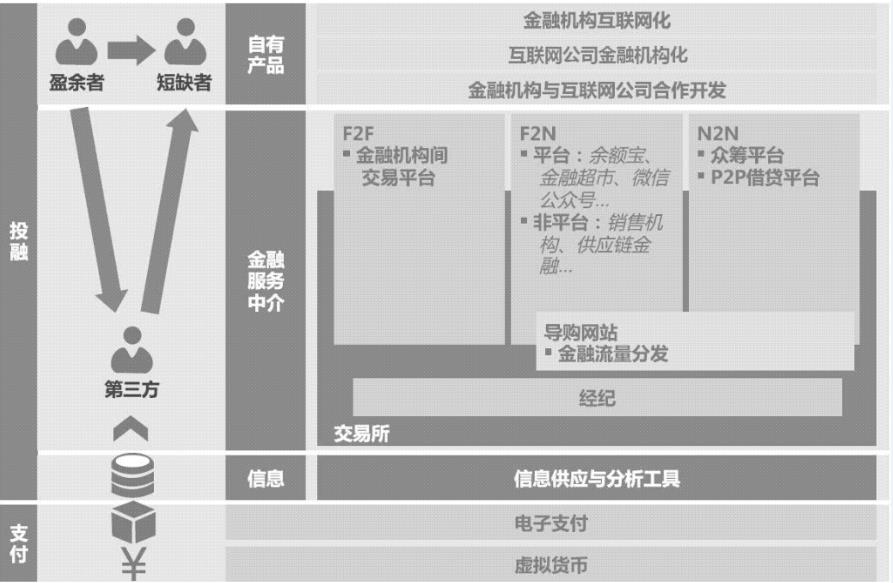 投融
盈余者
短缺者
第三方
自有
产品
金融机构互联网化
互联网公司金融机构化
金融机构与互联网公司合作开发
金融
服务
中介
F2F
▪ 金融机构间
交易平台
F2N
▪ 平台：余额宝、
金融超市、微信
公众号...
▪ 非平台：销售机
构、供应链金
融...
N2N
▪ 众筹平台
▪ P2P借贷平台
导购网站
▪ 金融流量分发
经纪
交易所
信息
信息供应与分析工具
支付
¥
电子支付
虚拟货币